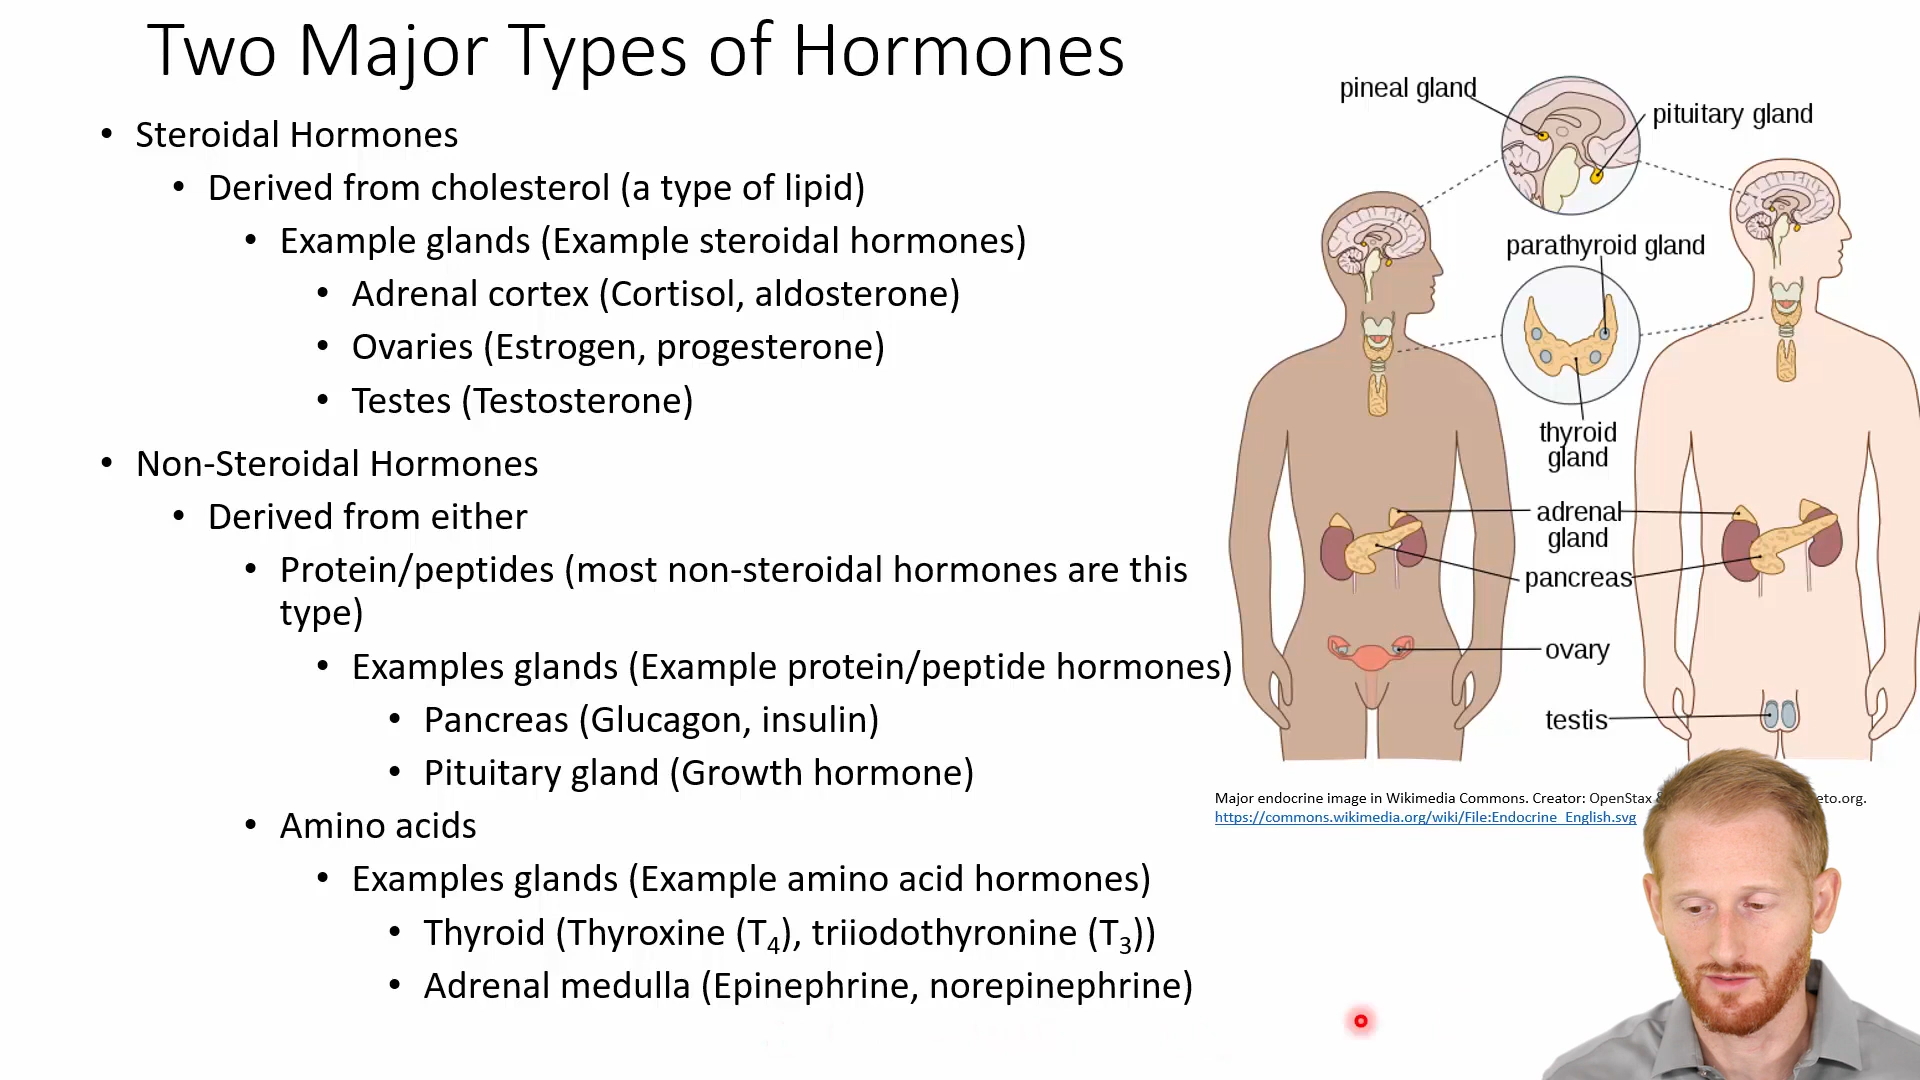 Two Major Types of Hormones
• Steroidal Hormones
• Derived from cholesterol (a type of lipid)
• Example glands (Example steroidal hormones)
• Adrenal cortex (Cortisol, aldosterone)
• Ovaries (Estrogen, progesterone)
• Testes (Testosterone)
• Non-Steroidal Hormones
• Derived from either
• Protein/peptides (most non-steroidal hormones are this
type)
• Examples glands (Example protein/peptide hormones)
• Pancreas (Glucagon, insulin)
• Pituitary gland (Growth hormone)
• Amino acids
• Examples glands (Example amino acid hormones)
• Thyroid (Thyroxine (T₄), triiodothyronine (T₃))
• Adrenal medulla (Epinephrine, norepinephrine)
pineal gland
pituitary gland
parathyroid gland
thyroid
gland
adrenal
gland
pancreas
ovary
testis
Major endocrine image in Wikimedia Commons. Creator: OpenStax & eto.org.
https://commons.wikimedia.org/wiki/File:Endocrine_English.svg